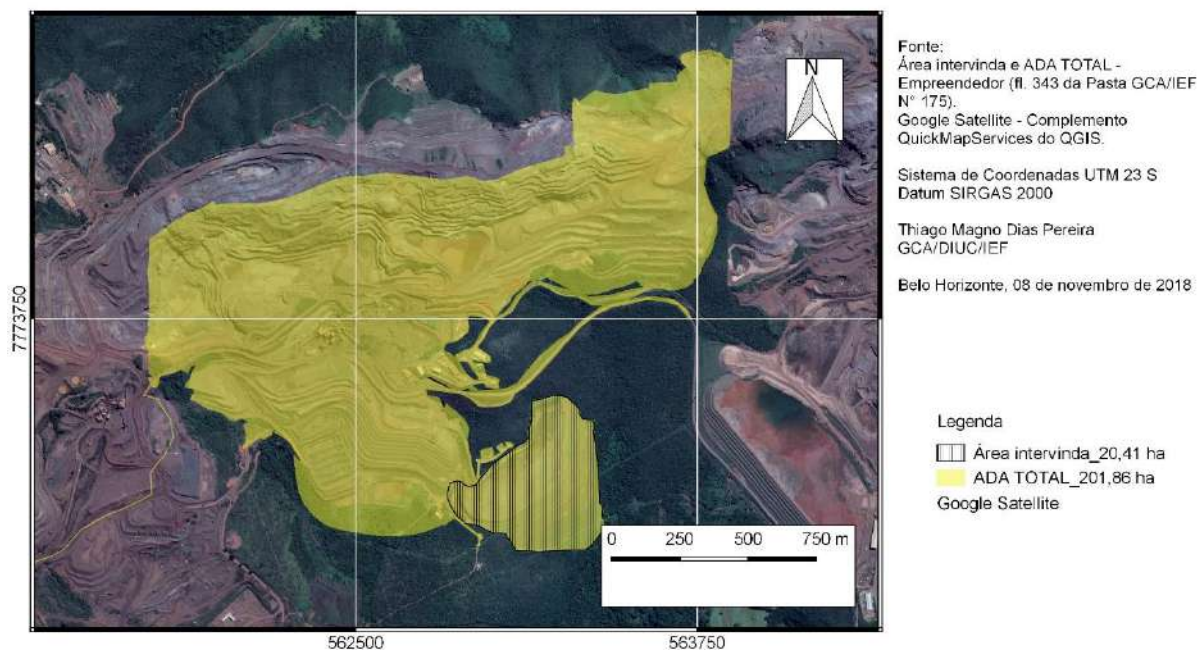 Fonte:
Área intervinda e ADA TOTAL -
Empreendedor (fl. 343 da Pasta GCA/IEF
N° 175).
Google Satellite - Complemento
QuickMapServices do QGIS.
Sistema de Coordenadas UTM 23 S
Datum SIRGAS 2000
Thiago Magno Dias Pereira
GCA/DIUC/IEF
Belo Horizonte, 08 de novembro de 2018
N
7773750
Legenda
Área intervinda_20,41 ha
ADA TOTAL_201,86 ha
Google Satellite
0 250 500 750 m
562500 563750